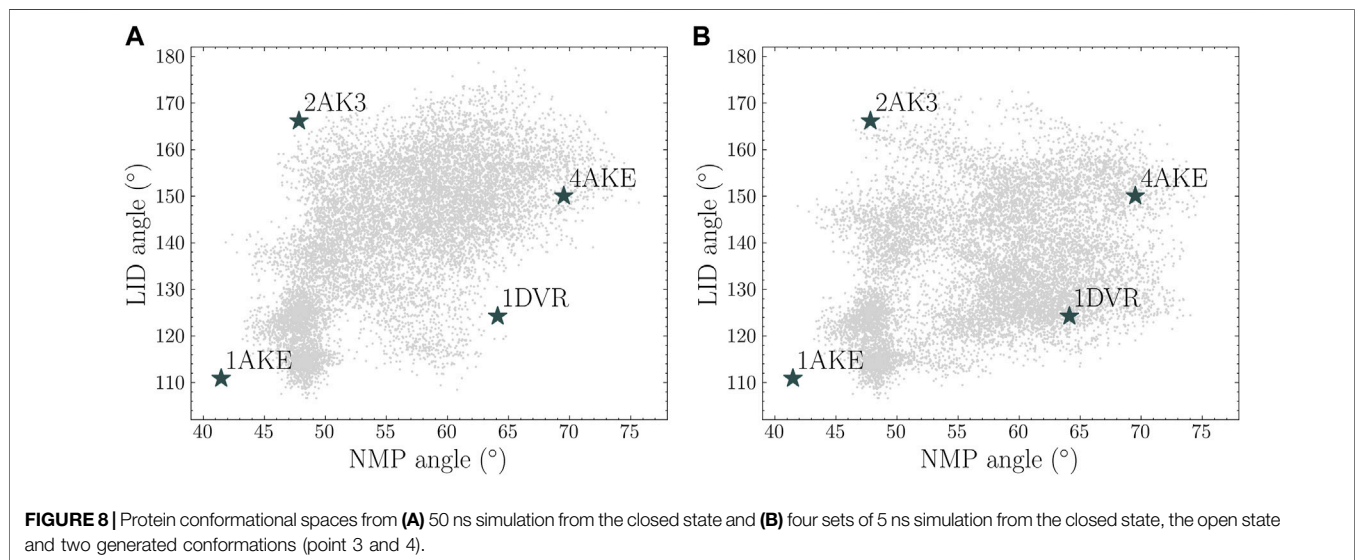 A
B
180
170
160
150
140
130
120
110
LID angle (°)
2AK3
4AKE
1DVR
1AKE
40 45 50 55 60 65 70 75
NMP angle (°)
180
170
160
150
140
130
120
110
LID angle (°)
2AK3
4AKE
1DVR
1AKE
40 45 50 55 60 65 70 75
NMP angle (°)
FIGURE 8 | Protein conformational spaces from (A) 50 ns simulation from the closed state and (B) four sets of 5 ns simulation from the closed state, the open state
and two generated conformations (point 3 and 4).